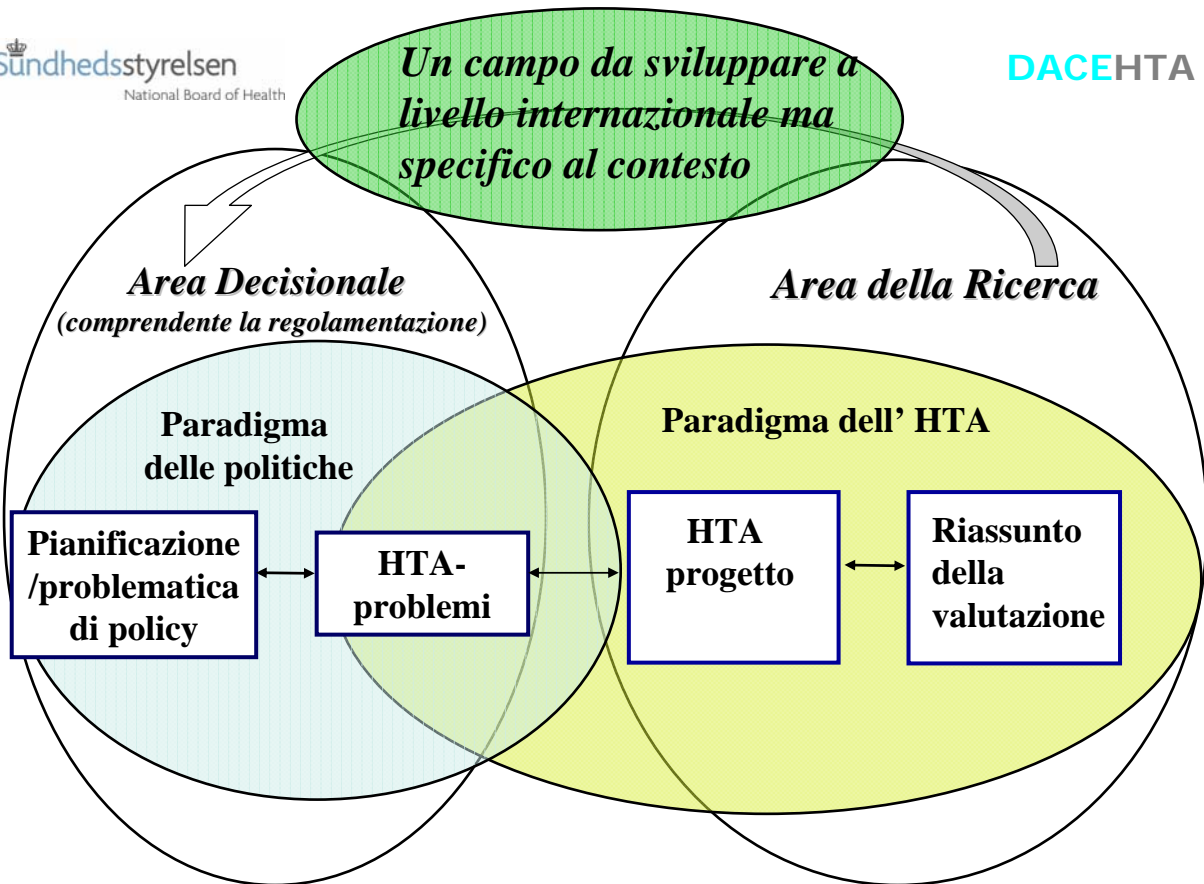 Sundhedsstyrelsen
National Board of Health
DACEHTA
Un campo da sviluppare a
livello internazionale ma
specifico al contesto
Area Decisionale
(comprendente la regolamentazione)
Area della Ricerca
Paradigma
delle politiche
Paradigma dell' HTA
Pianificazione
/problematica
di policy
HTA-
problemi
HTA
progetto
Riassunto
della
valutazione